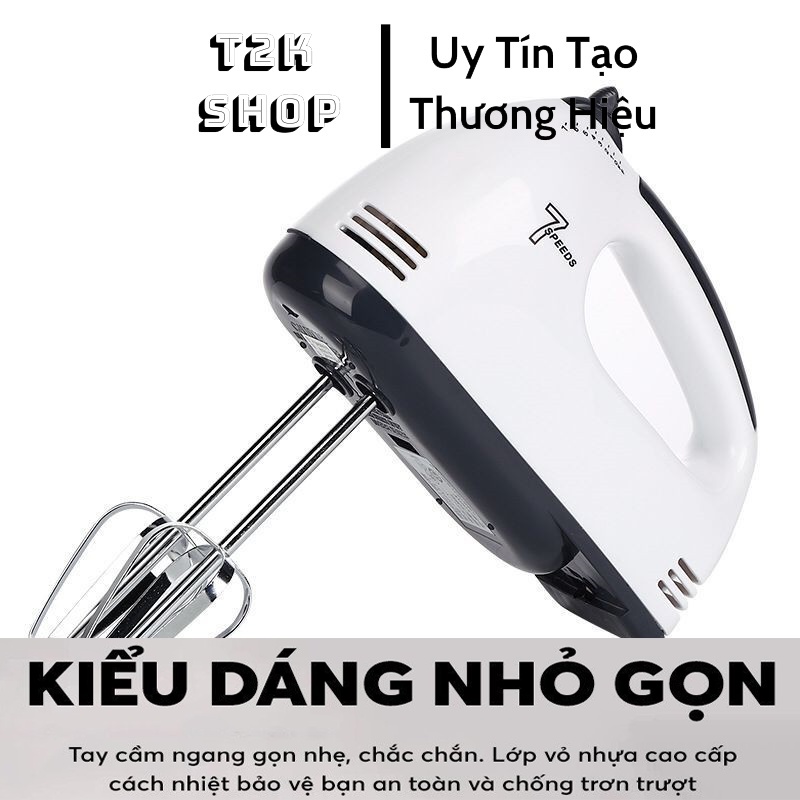 T2K
SHOP
Uy Tín Tạo
Thương Hiệu
7
SPEEDS
KIỂU DÁNG NHỎ GỌN
Tay cầm ngang gọn nhẹ, chắc chắn. Lớp vỏ nhựa cao cấp
cách nhiệt bảo vệ bạn an toàn và chống trơn trượt